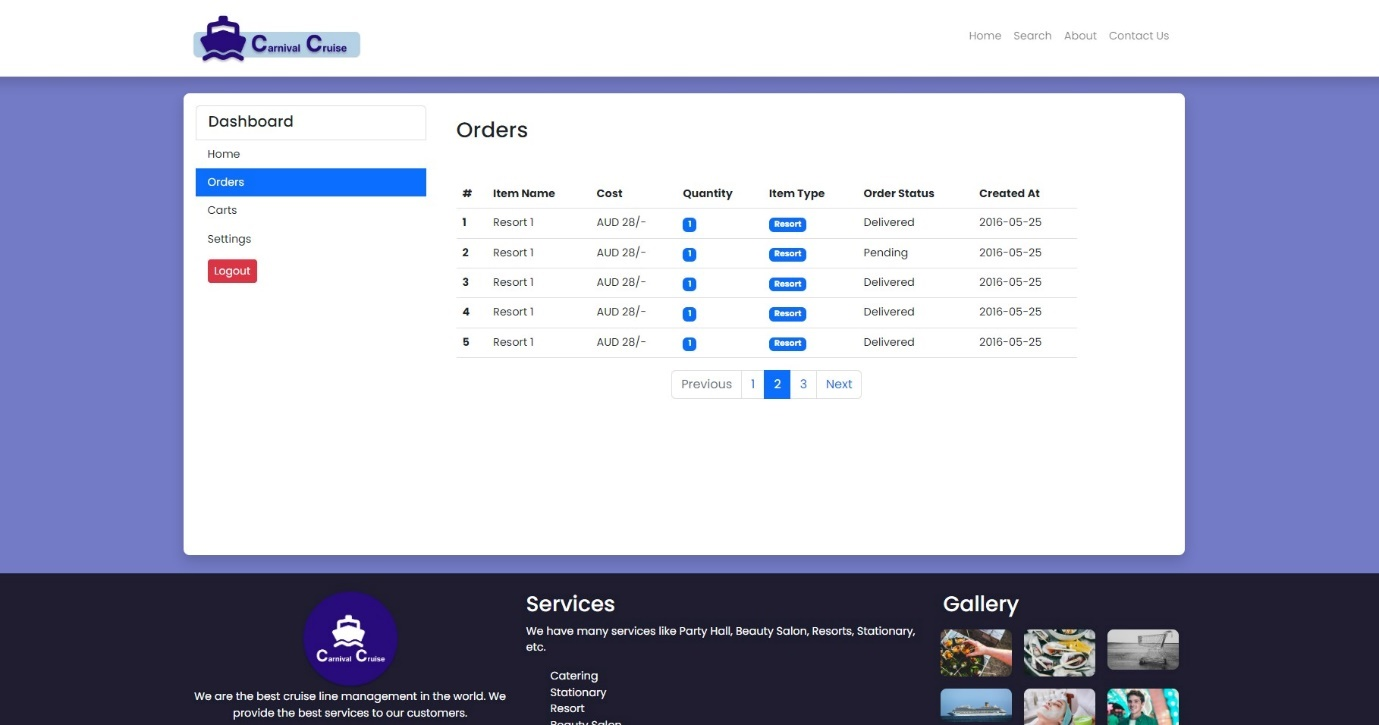 Carnival Cruise
Home Search About Contact Us
Dashboard
Home
Orders
Carts
Settings
Logout
Orders
# Item Name Cost Quantity Item Type Order Status Created At
1 Resort 1 AUD 28/- 1 Resort Delivered 2016-05-25
2 Resort 1 AUD 28/- 1 Resort Pending 2016-05-25
3 Resort 1 AUD 28/- 1 Resort Delivered 2016-05-25
4 Resort 1 AUD 28/- 1 Resort Delivered 2016-05-25
5 Resort 1 AUD 28/- 1 Resort Delivered 2016-05-25
Previous 1 2 3 Next
Carnival Cruise
We are the best cruise line management in the world. We
provide the best services to our customers.
Services
We have many services like Party Hall, Beauty Salon, Resorts, Stationary,
etc.
Catering
Stationary
Resort
Beauty Salon
Gallery